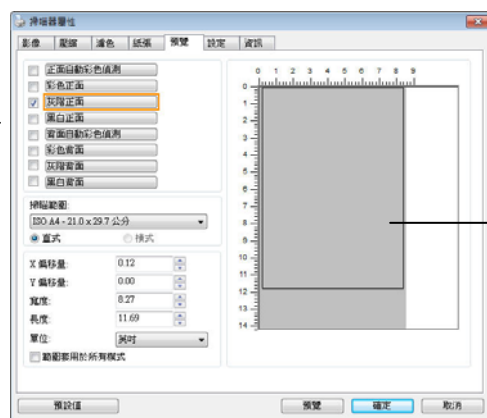 掃描器屬性
影像 壓縮 濾色 紙張 預覽 設定 資訊
正面自動彩色偵測
彩色正面
灰階正面
黑白正面
背面自動彩色偵測
彩色背面
灰階背面
黑白背面
掃瞄範圍:
ISO A4 - 21.0 x 29.7 公分
直式 橫式
X 偏移量: 0.12
Y 偏移量: 0.00
寬度: 8.27
長度: 11.69
單位: 英吋
範圍套用於所有模式
0 1 2 3 4 5 6 7 8 9
0
1
2
3
4
5
6
7
8
9
10
11
12
13
14
預設值 預覽 確定 取消